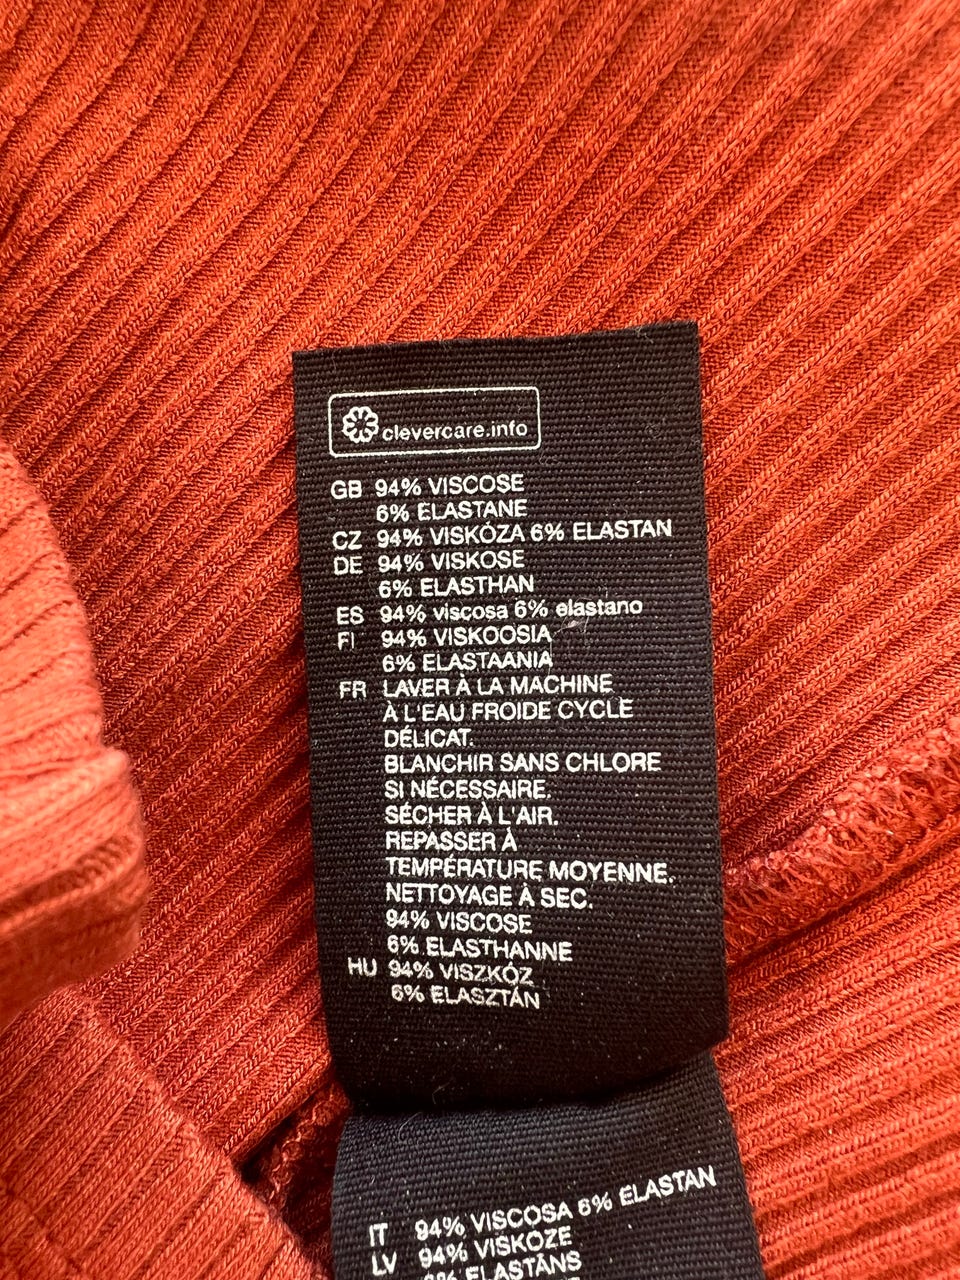 clevercare.info
GB 94% VISCOSE
6% ELASTANE
CZ 94% VISKÓZA 6% ELASTAN
DE 94% VISKOSE
6% ELASTHAN
ES 94% viscosa 6% elastano
FI 94% VISKOOSIA
6% ELASTAANIA
FR LAVER À LA MACHINE
À L'EAU FROIDE CYCLE
DÉLICAT.
BLANCHIR SANS CHLORE
SI NÉCESSAIRE.
SÉCHER À L'AIR.
REPASSER À
TEMPÉRATURE MOYENNE.
NETTOYAGE À SEC.
94% VISCOSE
6% ELASTHANNE
HU 94% VISZKÓZ
6% ELASZTÁN
IT 94% VISCOSA 6% ELASTAN
LV 94% VISKOZE
6% ELASTĀNS